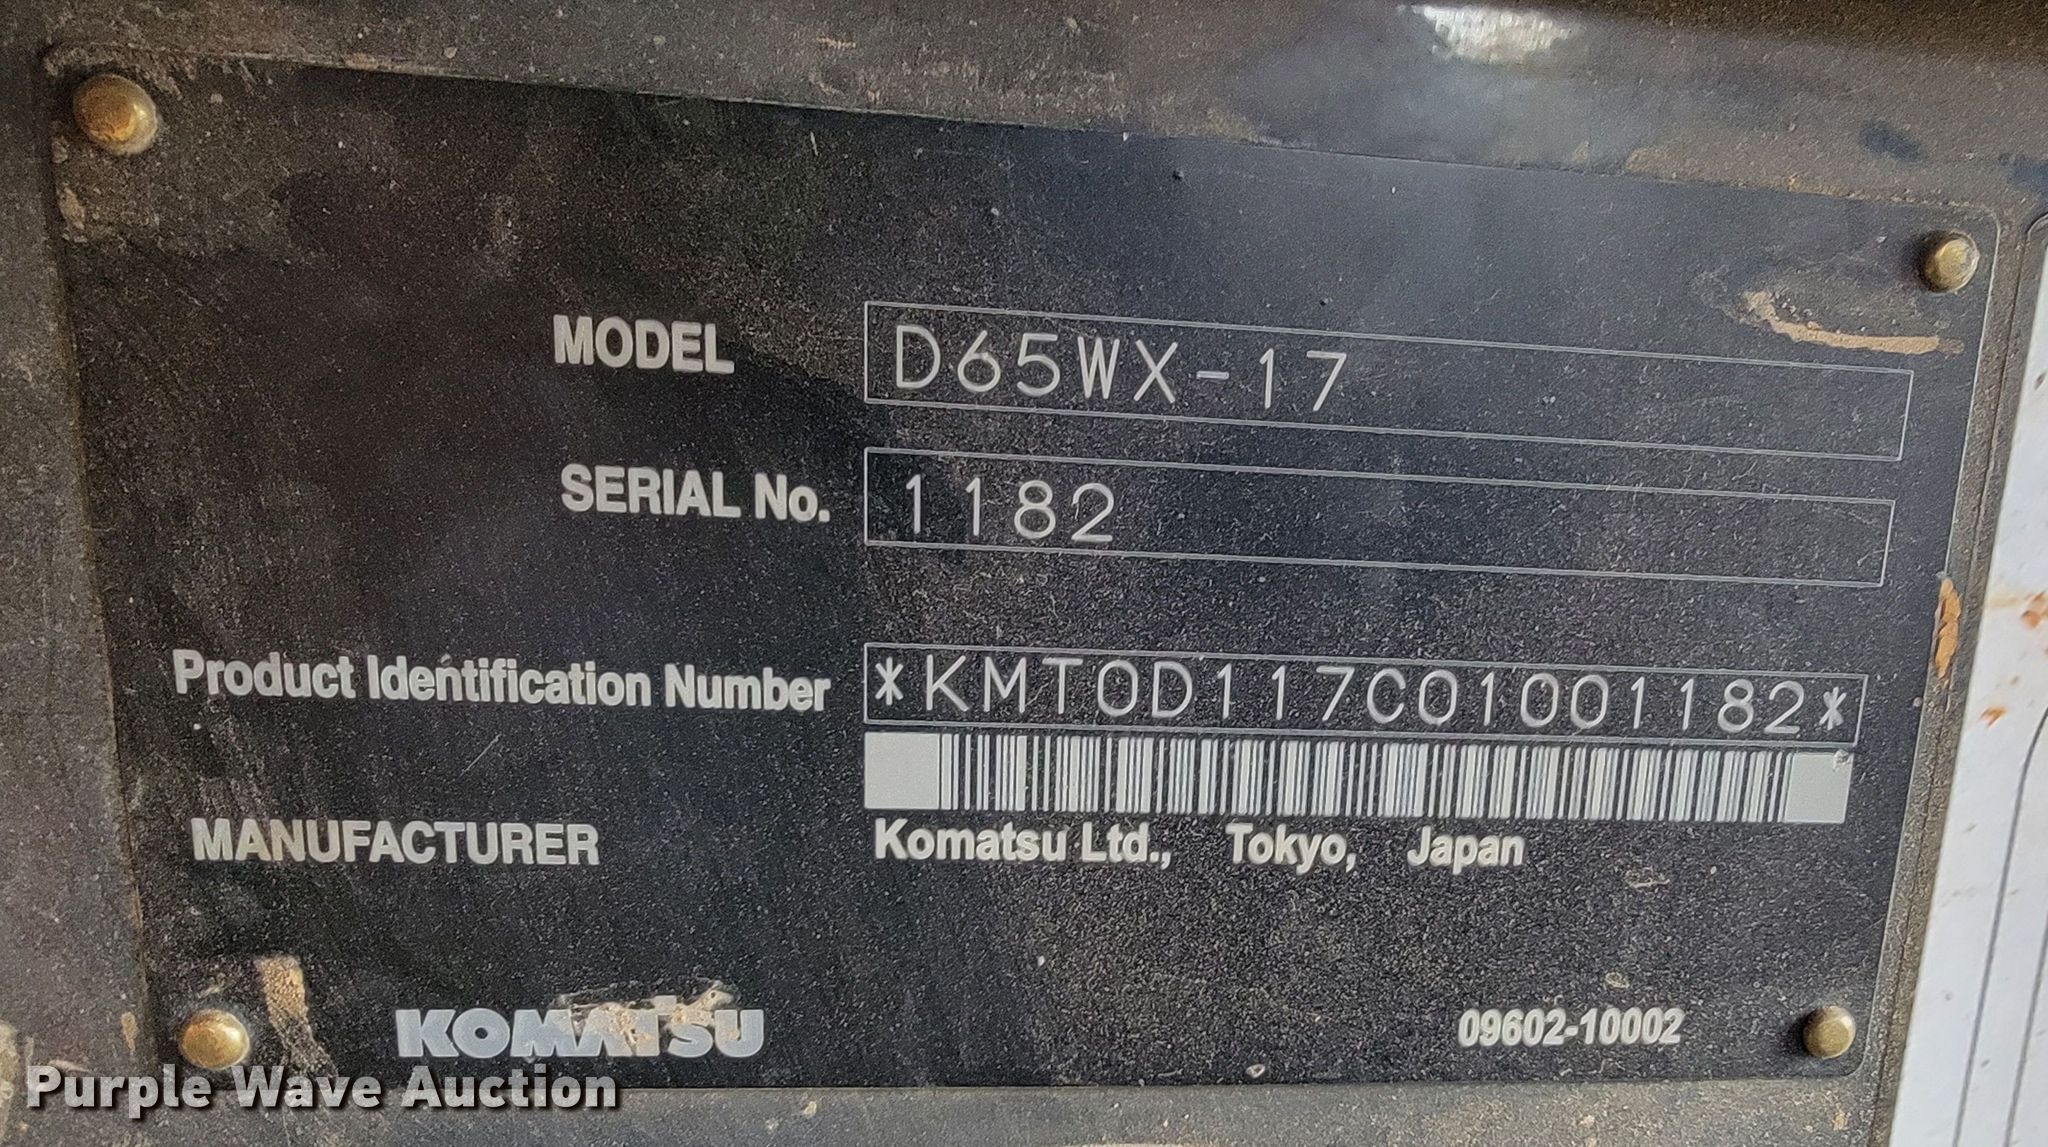 MODEL D65WX-17
SERIAL No. 1182
Product Identification Number *KMT0D117C01001182*
MANUFACTURER Komatsu Ltd., Tokyo, Japan
KOMATSU 09602-10002
Purple Wave Auction